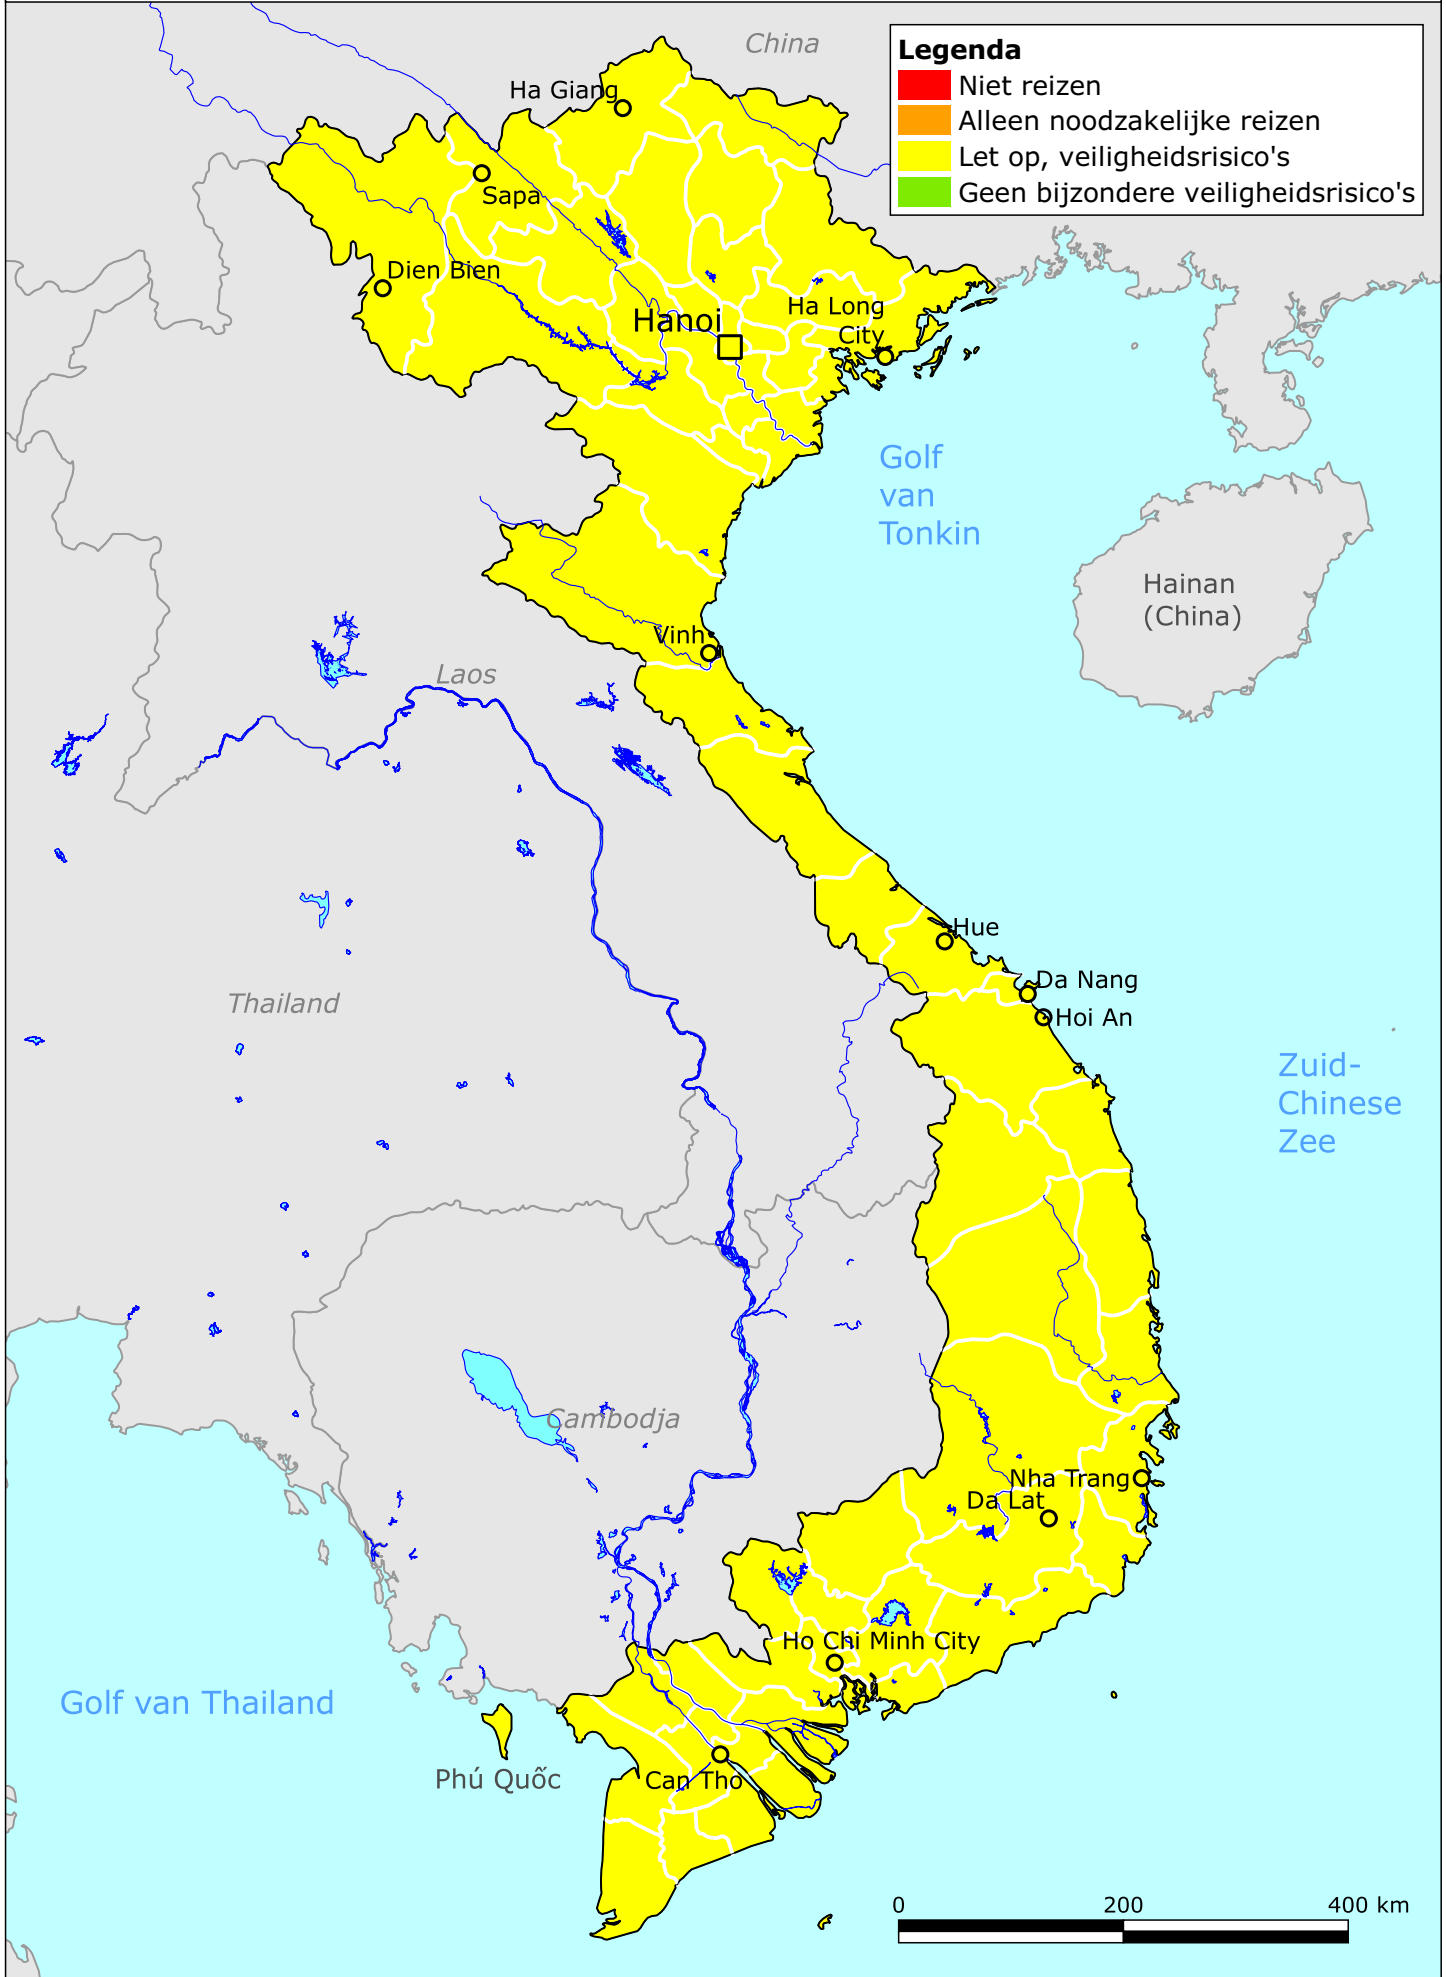 China
Legenda
Niet reizen
Alleen noodzakelijke reizen
Let op, veiligheidsrisico's
Geen bijzondere veiligheidsrisico's
Ha Giang
Sapa
Dien Bien
Ha Long
City
Hanoi
Golf
van
Tonkin
Hainan
(China)
Vinh
Laos
Hue
Da Nang
Hoi An
Thailand
Zuid-
Chinese
Zee
Cambodja
Nha Trang
Da Lat
Ho Chi Minh City
Golf van Thailand
Phú Quốc
Can Tho
0 200 400 km